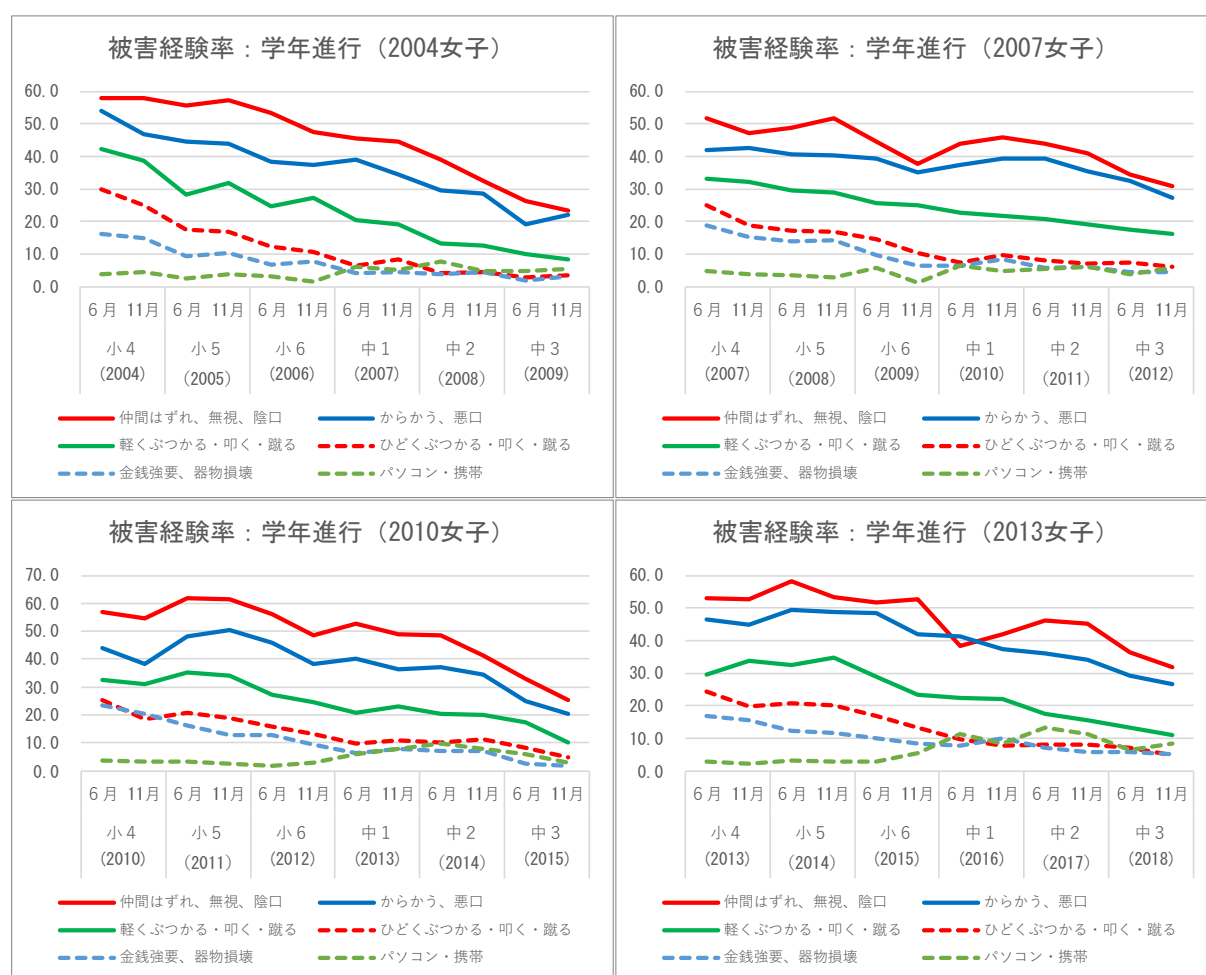 被害経験率：学年進行（2004女子）
60.0
50.0
40.0
30.0
20.0
10.0
0.0
6月 11月 6月 11月 6月 11月 6月 11月 6月 11月 6月 11月
小4 小5 小6 中1 中2 中3
(2004) (2005) (2006) (2007) (2008) (2009)
仲間はずれ、無視、陰口 からかう、悪口
軽くぶつかる・叩く・蹴る ひどくぶつかる・叩く・蹴る
金銭強要、器物損壊 パソコン・携帯
被害経験率：学年進行（2007女子）
60.0
50.0
40.0
30.0
20.0
10.0
0.0
6月 11月 6月 11月 6月 11月 6月 11月 6月 11月 6月 11月
小4 小5 小6 中1 中2 中3
(2007) (2008) (2009) (2010) (2011) (2012)
仲間はずれ、無視、陰口 からかう、悪口
軽くぶつかる・叩く・蹴る ひどくぶつかる・叩く・蹴る
金銭強要、器物損壊 パソコン・携帯
被害経験率：学年進行（2010女子）
70.0
60.0
50.0
40.0
30.0
20.0
10.0
0.0
6月 11月 6月 11月 6月 11月 6月 11月 6月 11月 6月 11月
小4 小5 小6 中1 中2 中3
(2010) (2011) (2012) (2013) (2014) (2015)
仲間はずれ、無視、陰口 からかう、悪口
軽くぶつかる・叩く・蹴る ひどくぶつかる・叩く・蹴る
金銭強要、器物損壊 パソコン・携帯
被害経験率：学年進行（2013女子）
60.0
50.0
40.0
30.0
20.0
10.0
0.0
6月 11月 6月 11月 6月 11月 6月 11月 6月 11月 6月 11月
小4 小5 小6 中1 中2 中3
(2013) (2014) (2015) (2016) (2017) (2018)
仲間はずれ、無視、陰口 からかう、悪口
軽くぶつかる・叩く・蹴る ひどくぶつかる・叩く・蹴る
金銭強要、器物損壊 パソコン・携帯